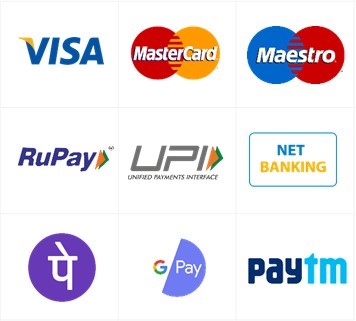 VISA
MasterCard
Maestro
RuPay
UPI
UNIFIED PAYMENTS INTERFACE
NET
BANKING
पे
G Pay
paytm